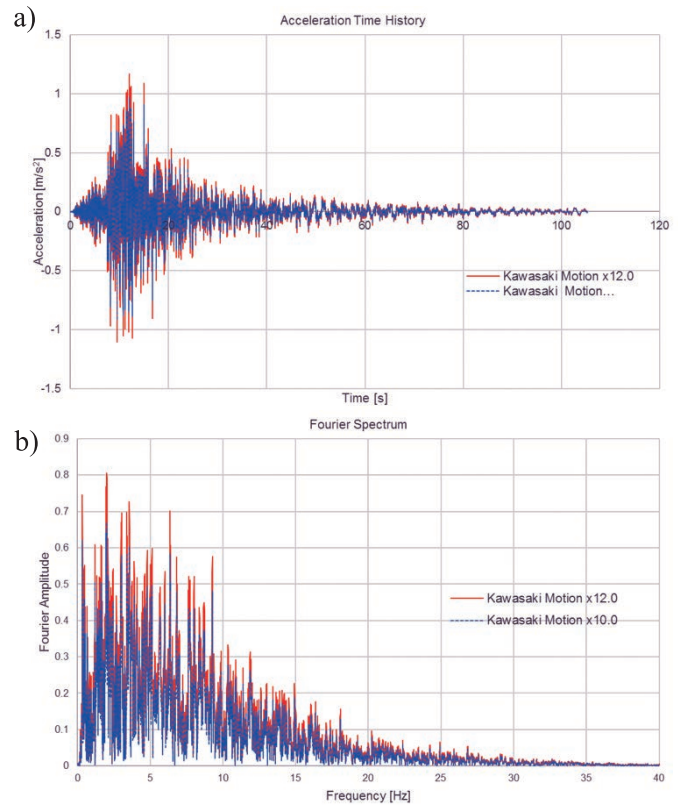 a)
Acceleration Time History
1.5
1
0.5
0
-0.5
-1
-1.5
Acceleration [m/s²]
0 20 40 60 80 100 120
Kawasaki Motion x12.0
Kawasaki Motion…
Time [s]
b)
Fourier Spectrum
0.9
0.8
0.7
0.6
0.5
0.4
0.3
0.2
0.1
0
Fourier Amplitude
Kawasaki Motion x12.0
Kawasaki Motion x10.0
0 5 10 15 20 25 30 35 40
Frequency [Hz]